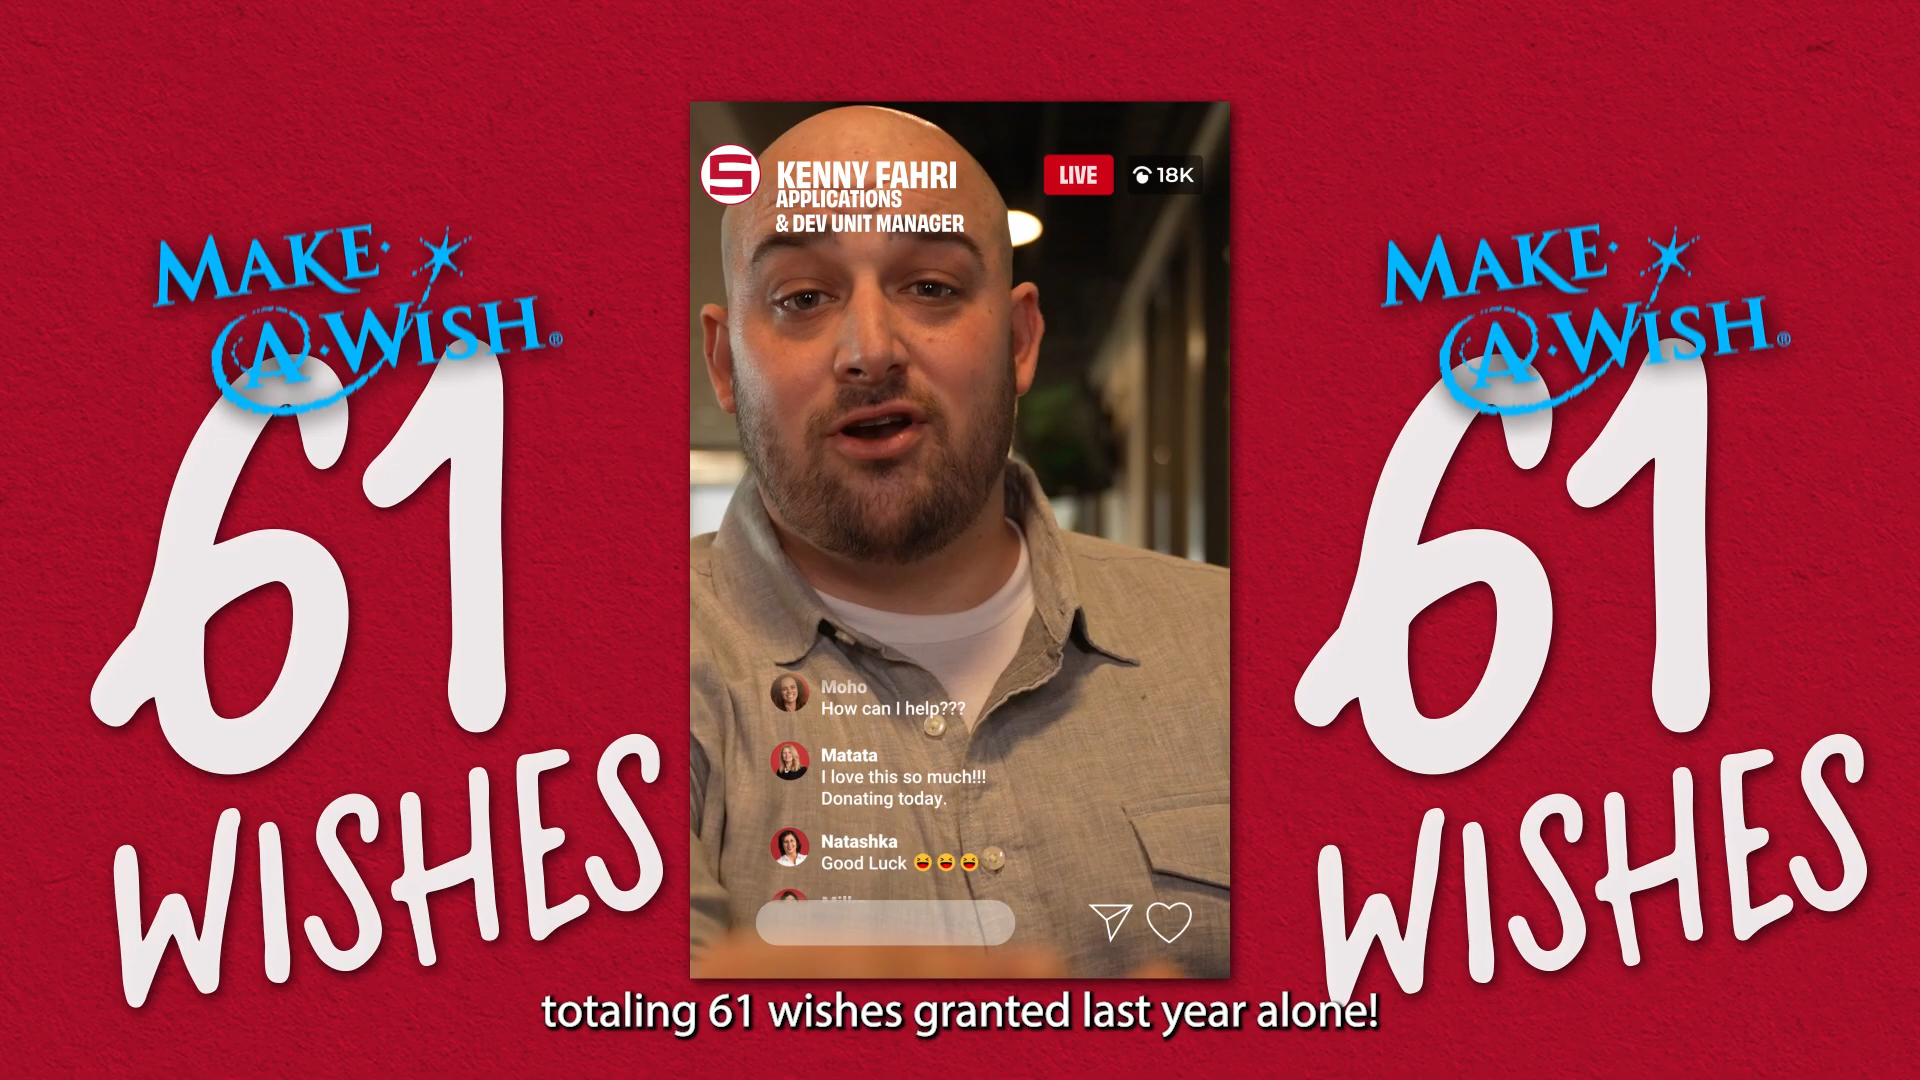 MAKE·
A·WISH®
61
WISHES
S
KENNY FAHRI
APPLICATIONS
& DEV UNIT MANAGER
LIVE
18K
Moho
How can I help???
Matata
I love this so much!!!
Donating today.
Natashka
Good Luck 😆😆😆
MAKE·
A·WISH®
61
WISHES
totaling 61 wishes granted last year alone!